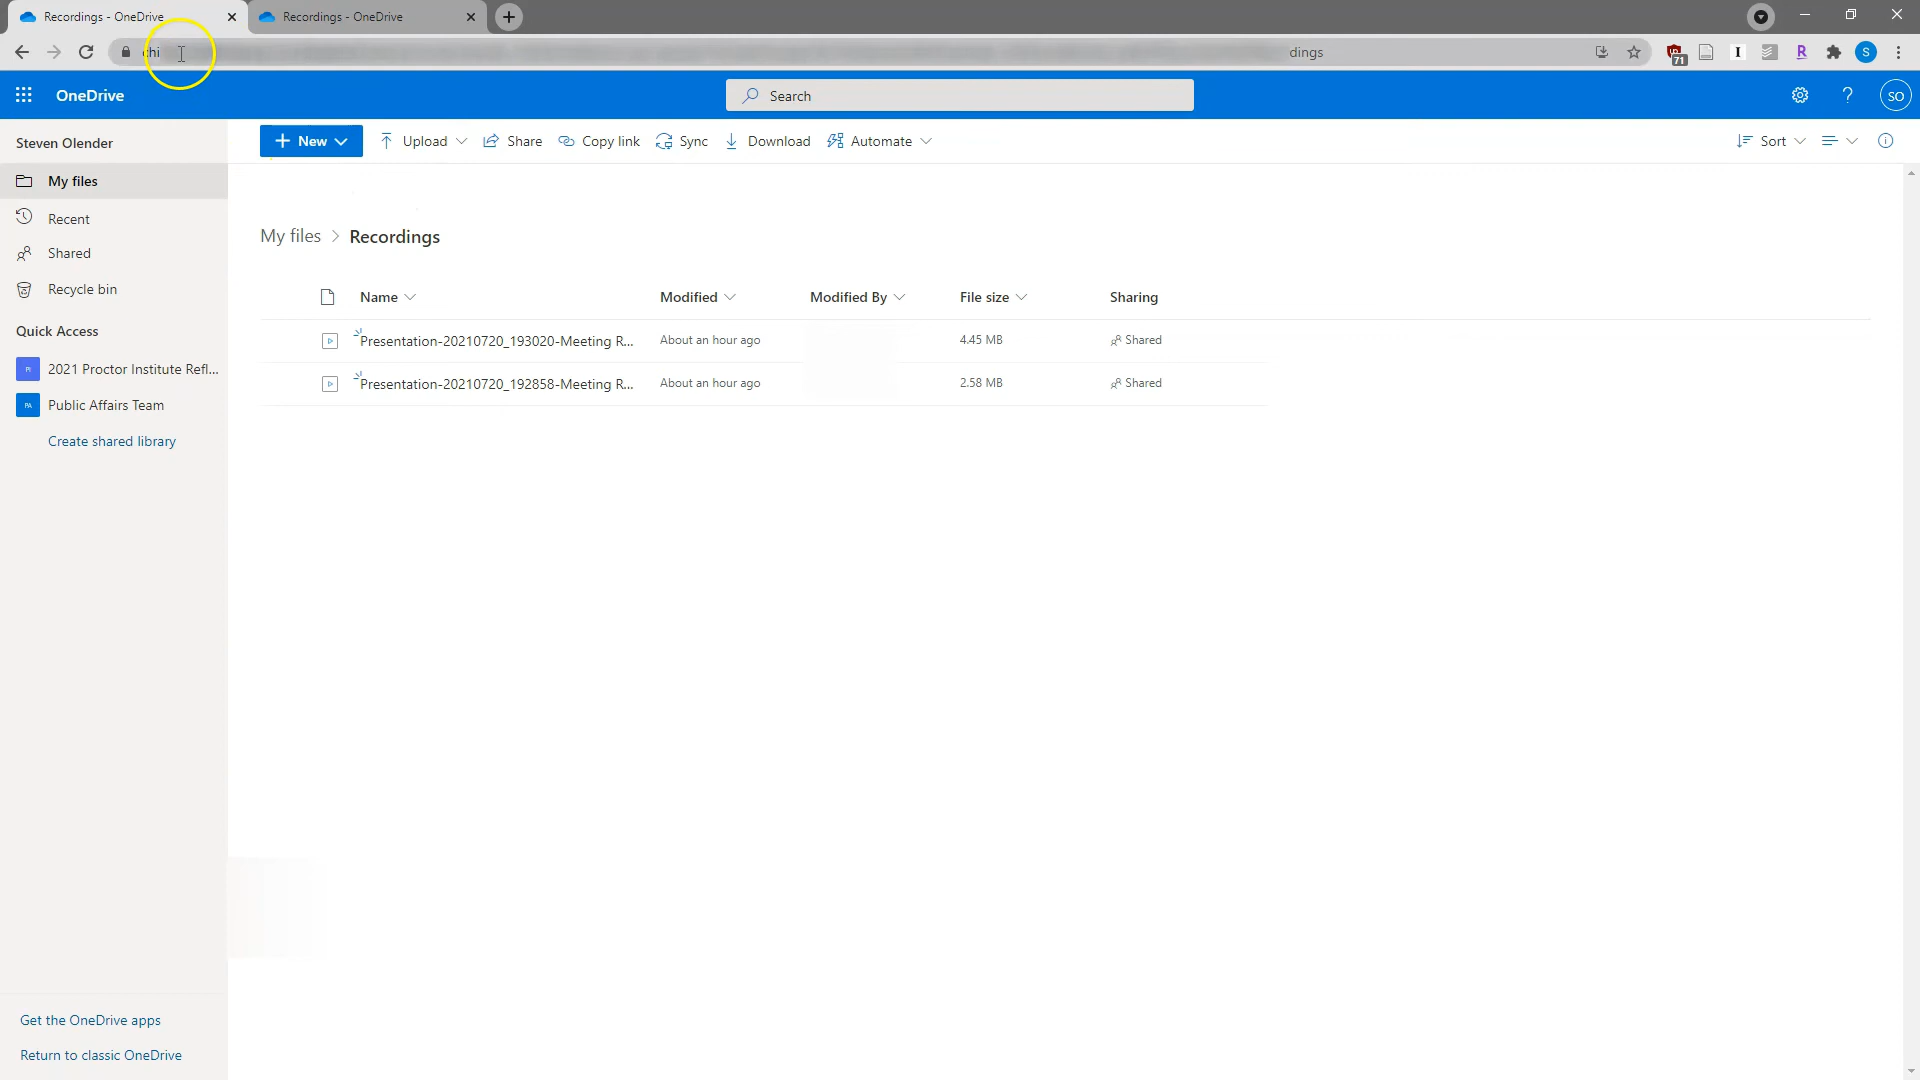 Recordings - OneDrive
Recordings - OneDrive
chi
dings
71
I
R
S
OneDrive
Search
?
SO
Steven Olender
New
Upload
Share
Copy link
Sync
Download
Automate
Sort
My files
Recent
Shared
Recycle bin
Quick Access
PI
2021 Proctor Institute Refl...
PA
Public Affairs Team
Create shared library
My files > Recordings
Name
Modified
Modified By
File size
Sharing
Presentation-20210720_193020-Meeting R...
About an hour ago
4.45 MB
Shared
Presentation-20210720_192858-Meeting R...
About an hour ago
2.58 MB
Shared
Get the OneDrive apps
Return to classic OneDrive